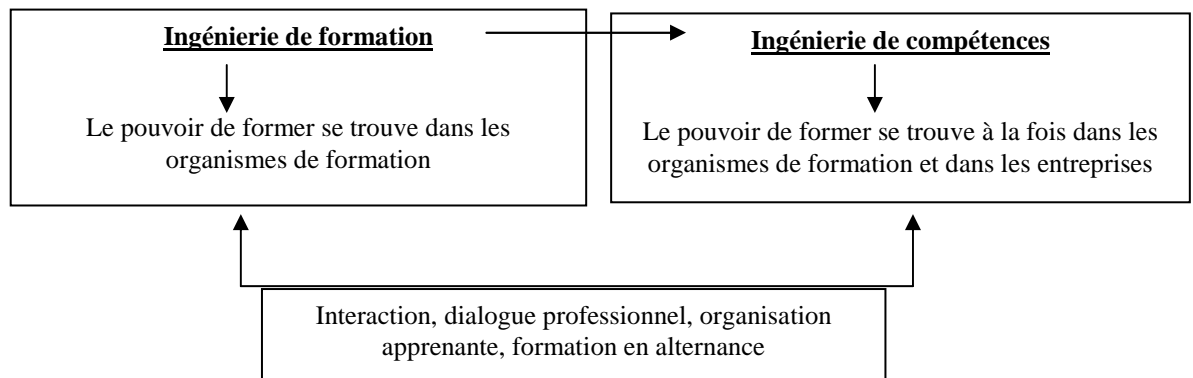 Ingénierie de formation
Le pouvoir de former se trouve dans les
organismes de formation
Ingénierie de compétences
Le pouvoir de former se trouve à la fois dans les
organismes de formation et dans les entreprises
Interaction, dialogue professionnel, organisation
apprenante, formation en alternance